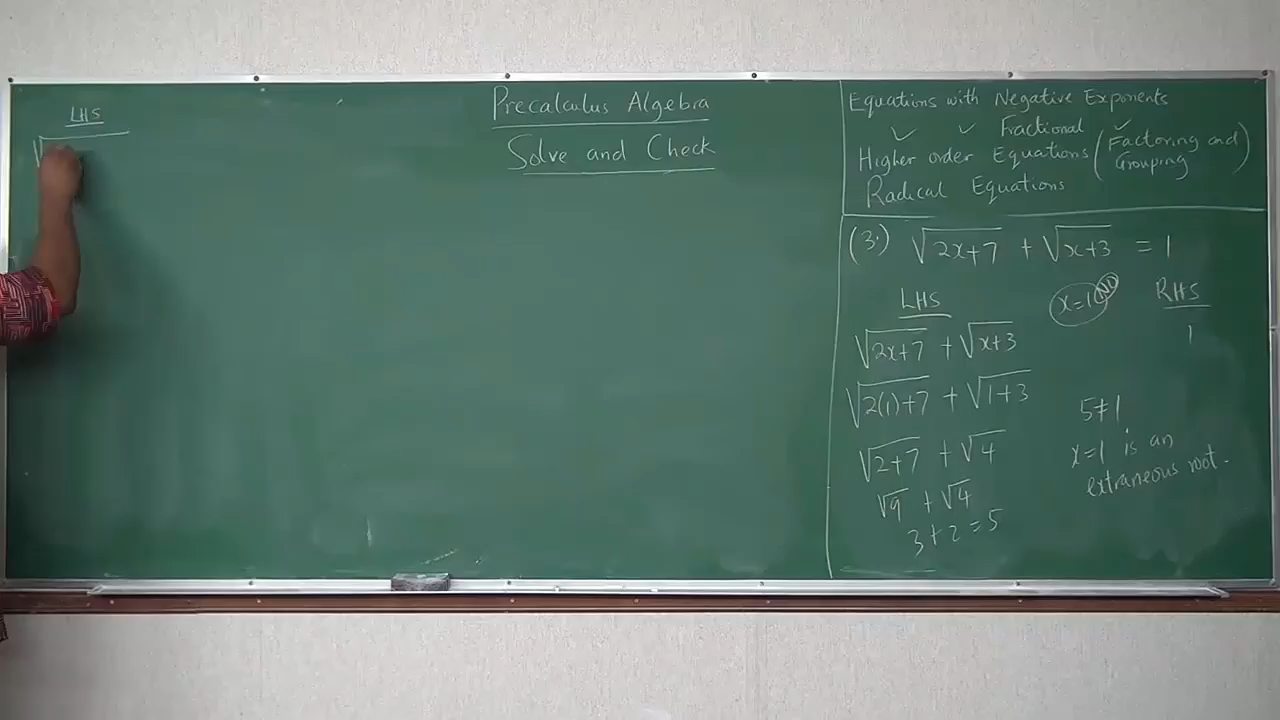 LHS
√
Precalculus Algebra
Solve and Check
Equations with Negative Exponents
✓ ✓ Fractional ✓
Higher order Equations (Factoring and Grouping)
Radical Equations
(3.) √(2x+7) + √(x+3) = 1
LHS
x=1 NO
RHS
√(2x+7) + √(x+3)
1
√(2(1)+7) + √(1+3)
√(2+7) + √4
√9 + √4
3+2=5
5≠1
x=1 is an
extraneous root.